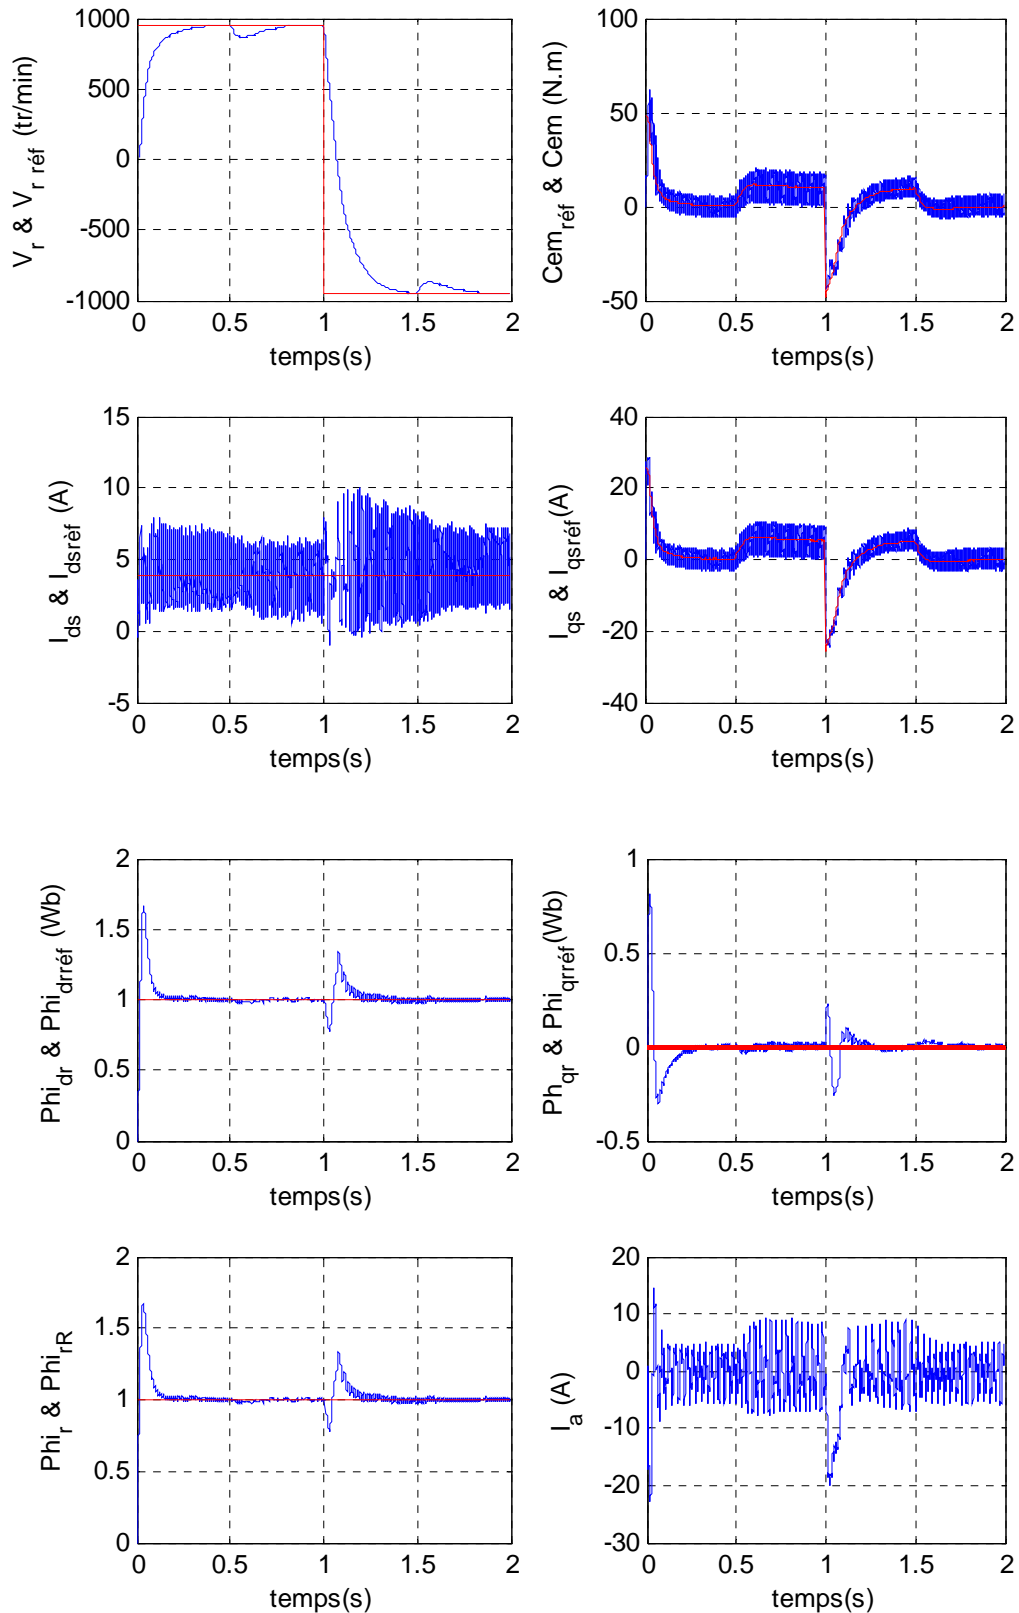 V_r & V_r réf (tr/min)
1000
500
0
-500
-1000
0 0.5 1 1.5 2
temps(s)
Cem_réf & Cem (N.m)
100
50
0
-50
0 0.5 1 1.5 2
temps(s)
I_ds & I_dsrèf (A)
15
10
5
0
-5
0 0.5 1 1.5 2
temps(s)
I_qs & I_qsréf (A)
40
20
0
-20
-40
0 0.5 1 1.5 2
temps(s)
Phi_dr & Phi_drréf (Wb)
2
1.5
1
0.5
0
0 0.5 1 1.5 2
temps(s)
Ph_qr & Phi_qrréf (Wb)
1
0.5
0
-0.5
0 0.5 1 1.5 2
temps(s)
Phi_r & Phi_rR
2
1.5
1
0.5
0
0 0.5 1 1.5 2
temps(s)
I_a (A)
20
10
0
-10
-20
-30
0 0.5 1 1.5 2
temps(s)